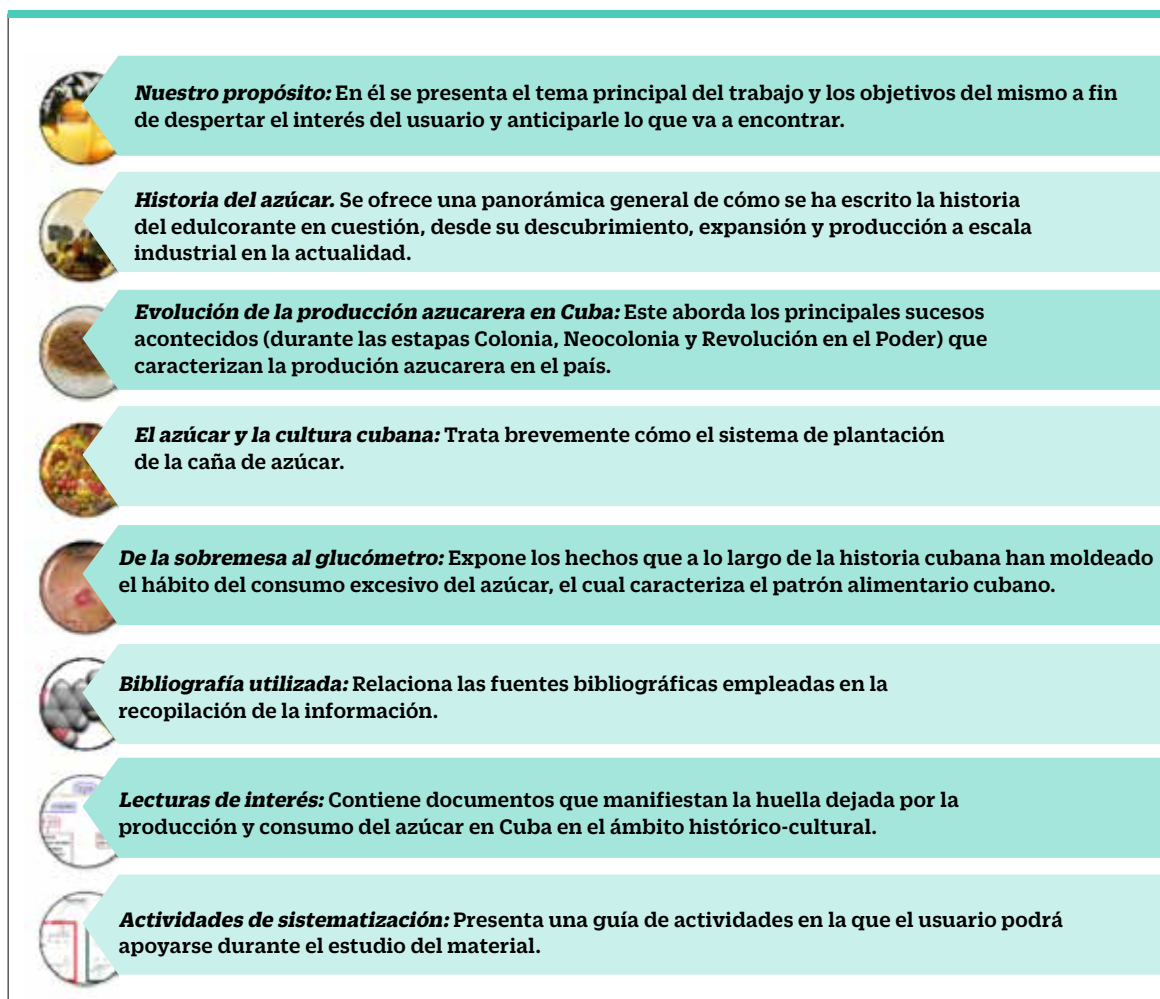 Nuestro propósito: En él se presenta el tema principal del trabajo y los objetivos del mismo a fin
de despertar el interés del usuario y anticiparle lo que va a encontrar.
Historia del azúcar. Se ofrece una panorámica general de cómo se ha escrito la historia
del edulcorante en cuestión, desde su descubrimiento, expansión y producción a escala
industrial en la actualidad.
Evolución de la producción azucarera en Cuba: Este aborda los principales sucesos
acontecidos (durante las estapas Colonia, Neocolonia y Revolución en el Poder) que
caracterizan la produción azucarera en el país.
El azúcar y la cultura cubana: Trata brevemente cómo el sistema de plantación
de la caña de azúcar.
De la sobremesa al glucómetro: Expone los hechos que a lo largo de la historia cubana han moldeado
el hábito del consumo excesivo del azúcar, el cual caracteriza el patrón alimentario cubano.
Bibliografía utilizada: Relaciona las fuentes bibliográficas empleadas en la
recopilación de la información.
Lecturas de interés: Contiene documentos que manifiestan la huella dejada por la
producción y consumo del azúcar en Cuba en el ámbito histórico-cultural.
Actividades de sistematización: Presenta una guía de actividades en la que el usuario podrá
apoyarse durante el estudio del material.